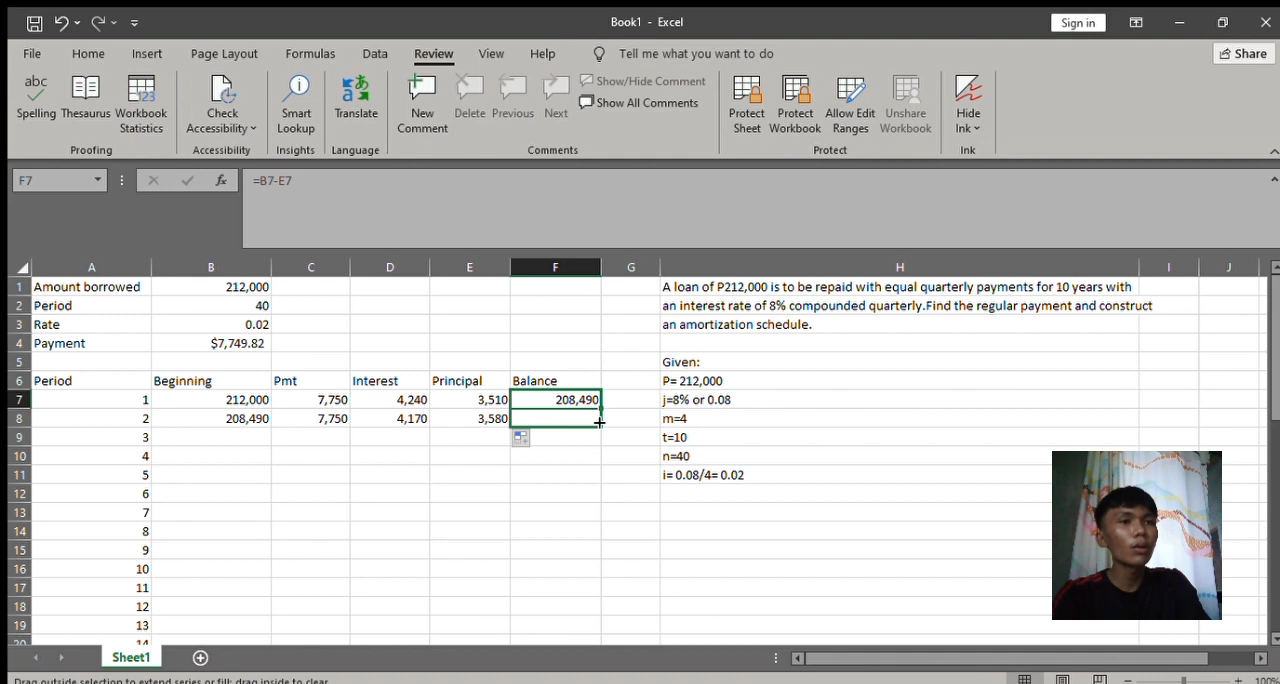 Book1 - Excel
Sign in
File Home Insert Page Layout Formulas Data Review View Help Tell me what you want to do Share
abc
Spelling Thesaurus Workbook Statistics Check Accessibility Smart Lookup Translate New Comment Delete Previous Next Show/Hide Comment Show All Comments Protect Sheet Protect Workbook Allow Edit Ranges Unshare Workbook Hide Ink
Proofing Accessibility Insights Language Comments Protect Ink
F7 fx =B7-E7
A B C D E F G H I J
1 Amount borrowed 212,000 A loan of P212,000 is to be repaid with equal quarterly payments for 10 years with
2 Period 40 an interest rate of 8% compounded quarterly.Find the regular payment and construct
3 Rate 0.02 an amortization schedule.
4 Payment $7,749.82
5 Given:
6 Period Beginning Pmt Interest Principal Balance P= 212,000
7 1 212,000 7,750 4,240 3,510 208,490 j=8% or 0.08
8 2 208,490 7,750 4,170 3,580 m=4
9 3 t=10
10 4 n=40
11 5 i= 0.08/4= 0.02
12 6
13 7
14 8
15 9
16 10
17 11
18 12
19 13
20 14
Sheet1
Drag outside selection to extend series or fill; drag inside to clear
100%